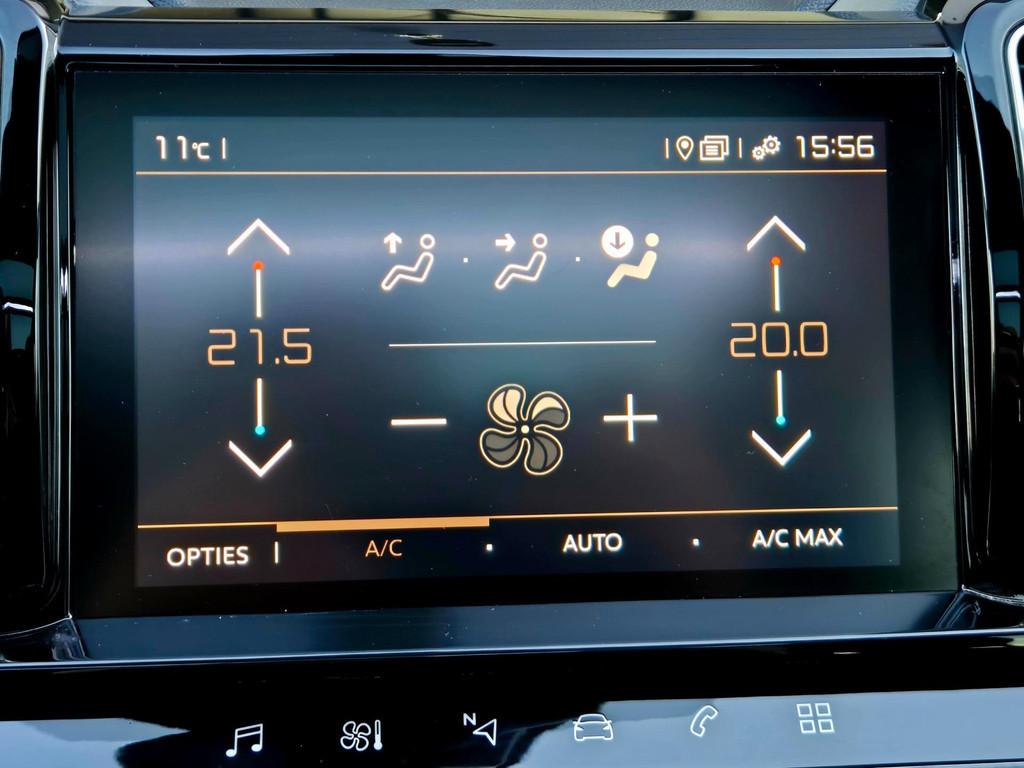 11°C 15:56
21.5 20.0
OPTIES A/C AUTO A/C MAX
N